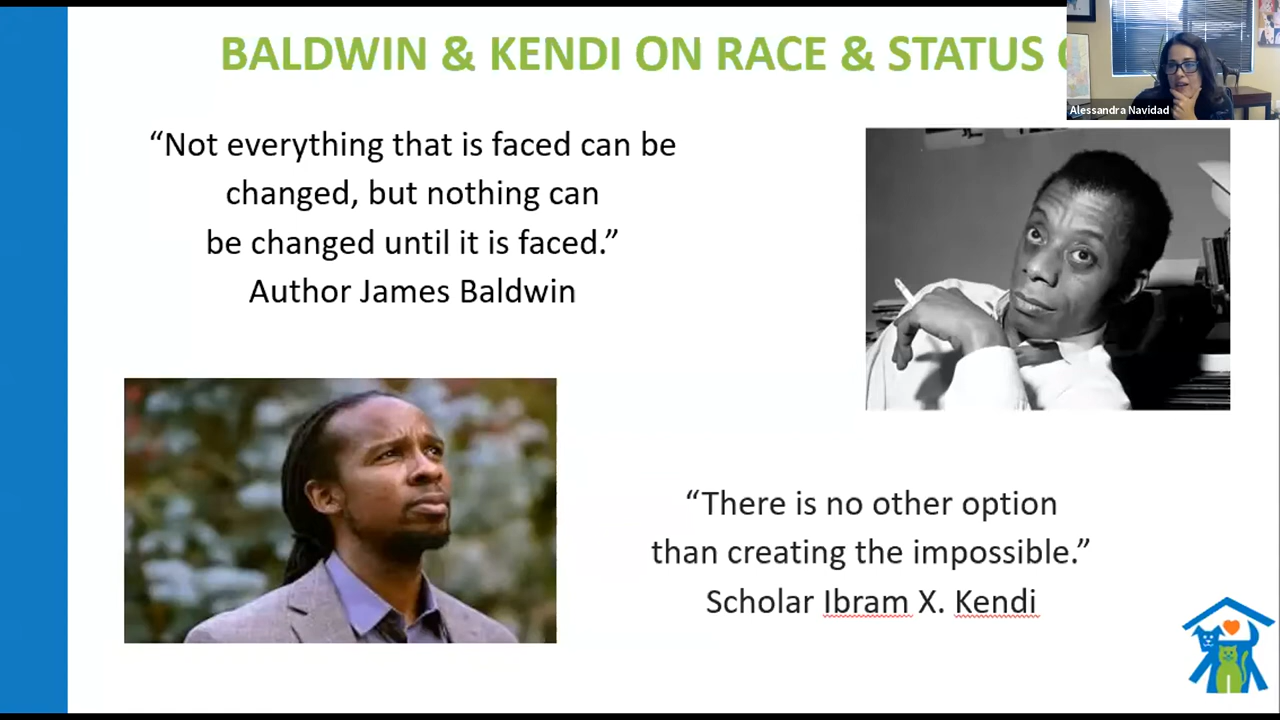 BALDWIN & KENDI ON RACE & STATUS
Alessandra Navidad
“Not everything that is faced can be
changed, but nothing can
be changed until it is faced.”
Author James Baldwin
“There is no other option
than creating the impossible.”
Scholar Ibram X. Kendi